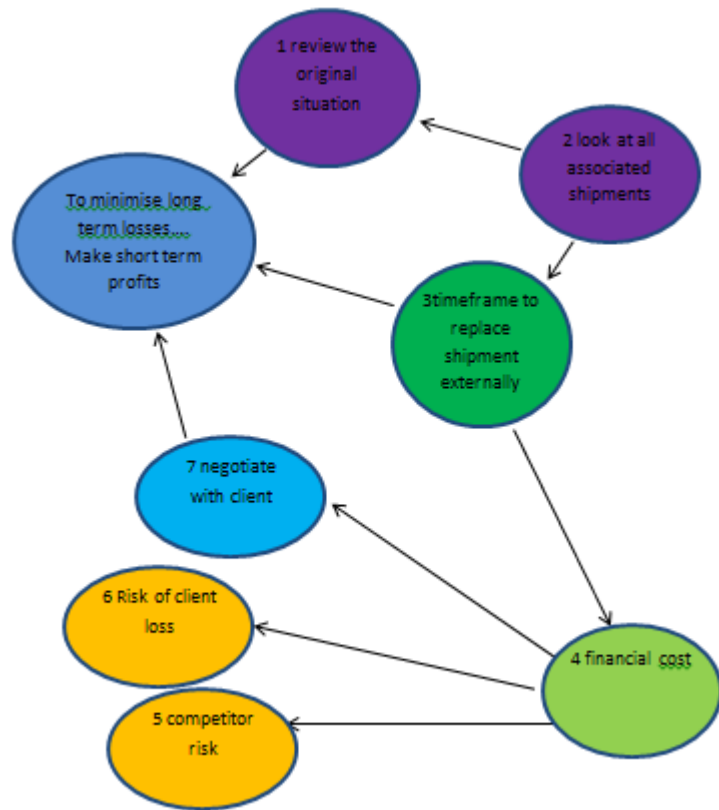 1 review the
original
situation
2 look at all
associated
shipments
To minimise long
term losses....
Make short term
profits
3timeframe to
replace
shipment
externally
7 negotiate
with client
6 Risk of client
loss
4 financial cost
5 competitor
risk